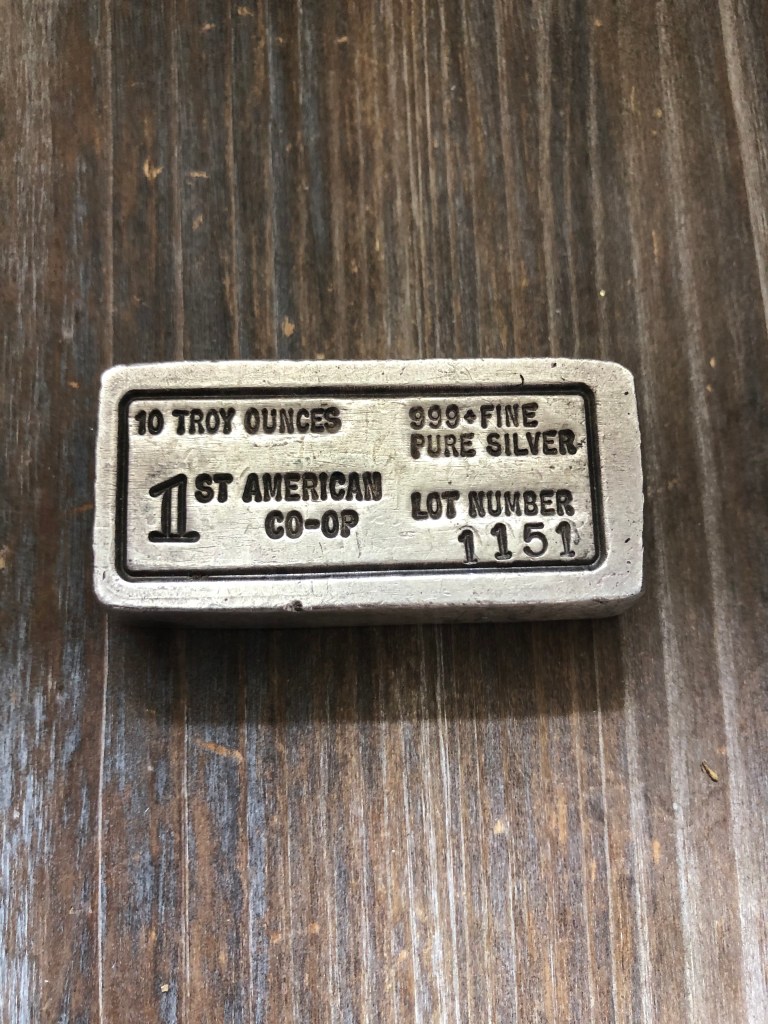 10 TROY OUNCES
999+FINE
PURE SILVER
1ST AMERICAN
CO-OP
LOT NUMBER
1151